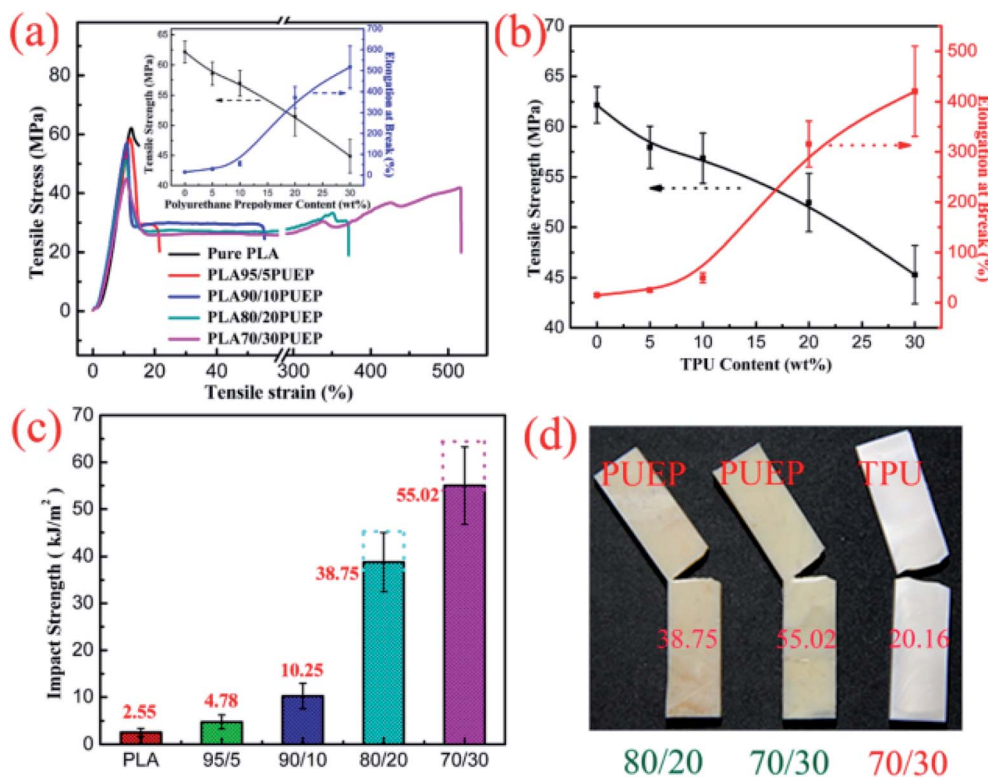 (a)
Tensile Stress (MPa)
100
80
60
40
20
0
0
20
40
300
400
500
Tensile strain (%)
Pure PLA
PLA95/5PUEP
PLA90/10PUEP
PLA80/20PUEP
PLA70/30PUEP
Tensile Strength (MPa)
65
60
55
50
45
0 5 10 15 20 25 30
Polyurethane Prepolymer Content (wt%)
700
600
500
400
300
200
100
0
Elongation at Break (%)
(b)
Tensile Strength (MPa)
70
65
60
55
50
45
40
0 5 10 15 20 25 30
TPU Content (wt%)
500
400
300
200
100
0
Elongation at Break (%)
(c)
Impact Strength ( kJ/m²)
70
60
50
40
30
20
10
0
2.55
4.78
10.25
38.75
55.02
PLA 95/5 90/10 80/20 70/30
(d)
PUEP PUEP TPU
38.75 55.02 20.16
80/20 70/30 70/30